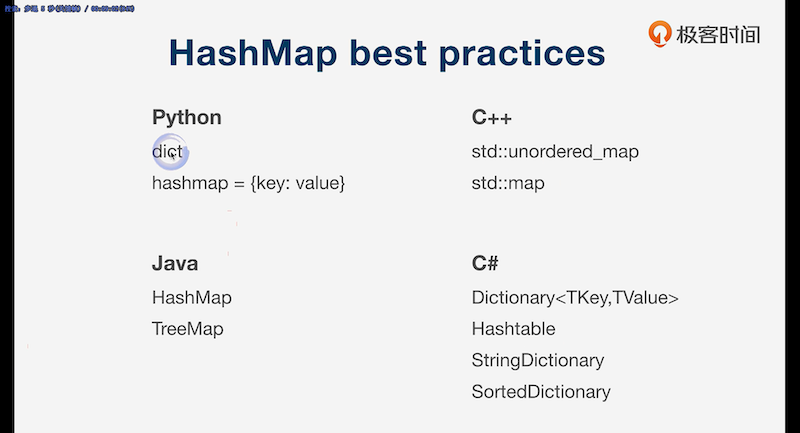 极客时间
HashMap best practices
Python
dict
hashmap = {key: value}
C++
std::unordered_map
std::map
Java
HashMap
TreeMap
C#
Dictionary<TKey,TValue>
Hashtable
StringDictionary
SortedDictionary